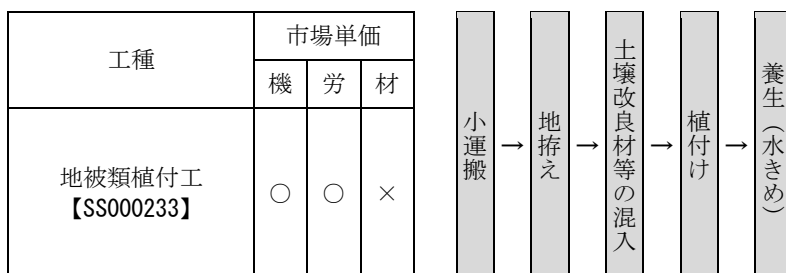 工種
市場単価
機 労 材
地被類植付工
【SS000233】
○ ○ ×
小運搬
→
地拵え
→
土壌改良材等の混入
→
植付け
→
養生（水きめ）